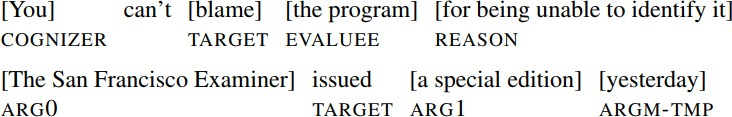 [You] can't [blame] [the program] [for being unable to identify it]
COGNIZER TARGET EVALUEE REASON
[The San Francisco Examiner] issued [a special edition] [yesterday]
ARG0 TARGET ARG1 ARGM-TMP